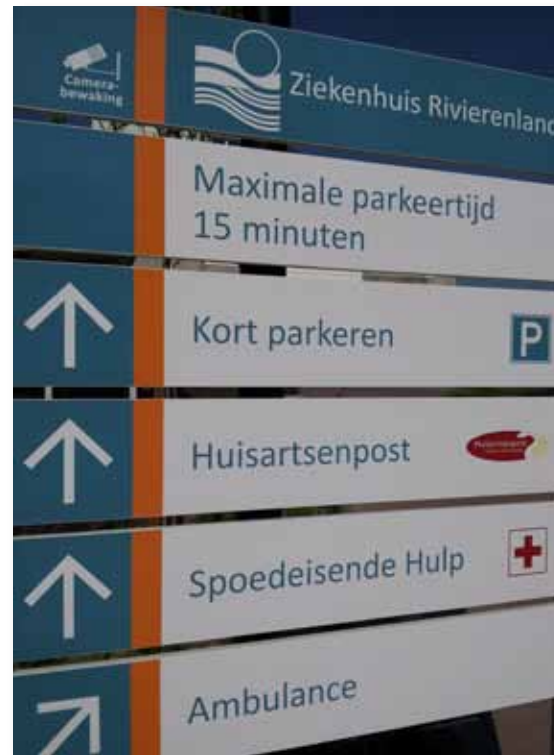 Camera-
bewaking
Ziekenhuis Rivierenland
Maximale parkeertijd
15 minuten
Kort parkeren
P
Huisartsenpost
Spoedeisende Hulp
Ambulance